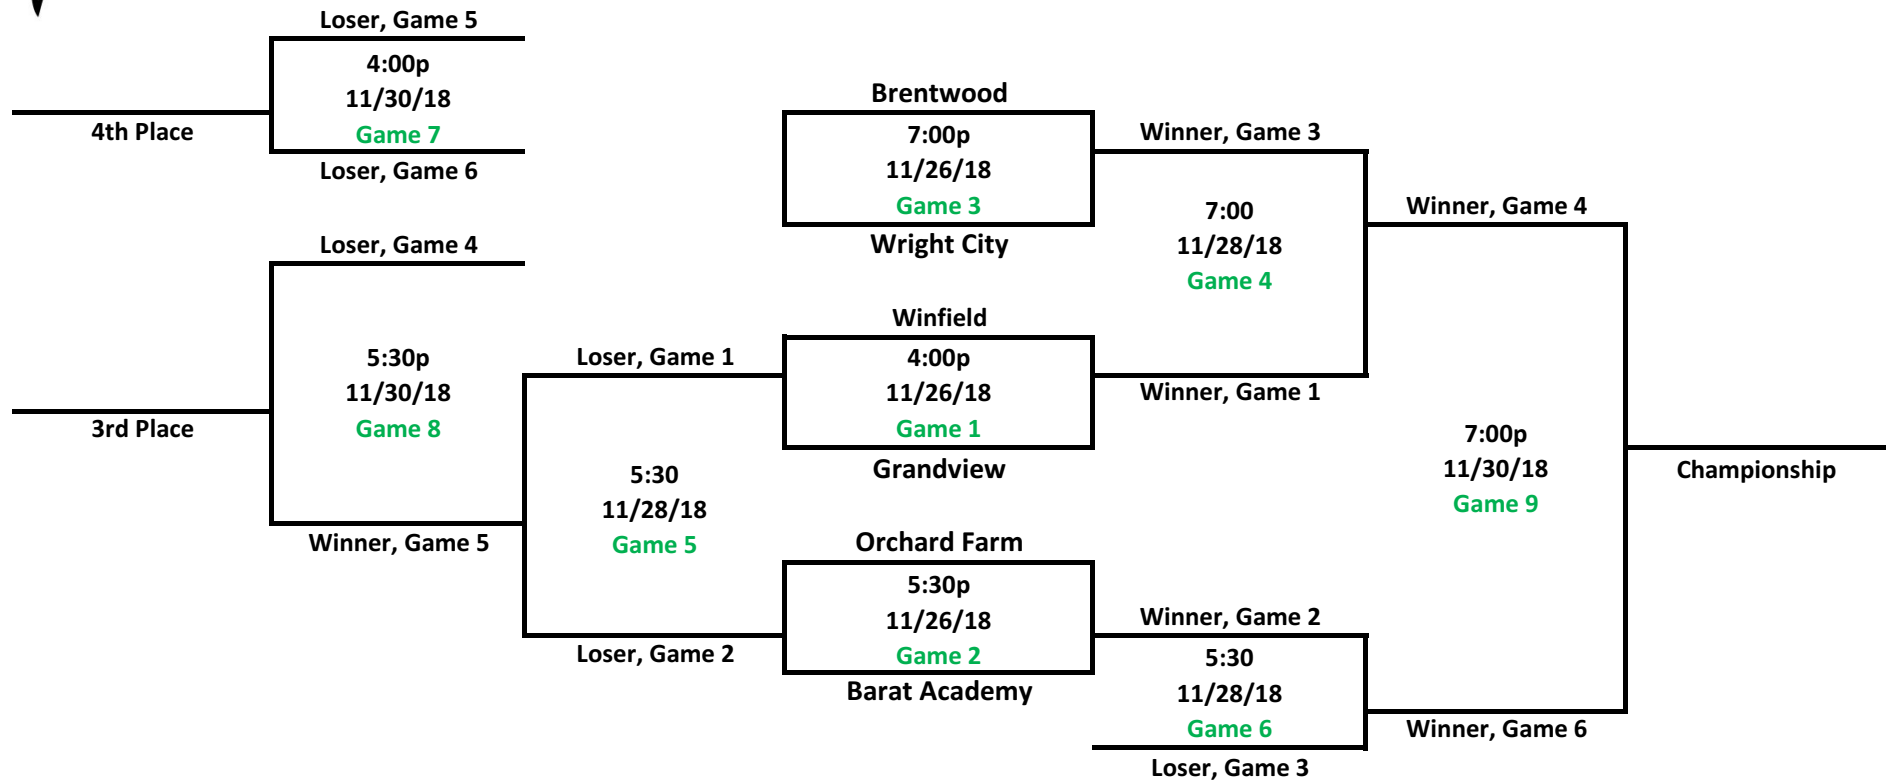 Loser, Game 5
4:00p
11/30/18
Game 7
4th Place
Loser, Game 6
Brentwood
7:00p
11/26/18
Game 3
Wright City
Winner, Game 3
7:00
11/28/18
Game 4
Winner, Game 4
Loser, Game 4
5:30p
11/30/18
Game 8
3rd Place
Winner, Game 5
Loser, Game 1
5:30
11/28/18
Game 5
Loser, Game 2
Winfield
4:00p
11/26/18
Game 1
Grandview
Winner, Game 1
7:00p
11/30/18
Game 9
Championship
Orchard Farm
5:30p
11/26/18
Game 2
Barat Academy
Winner, Game 2
5:30
11/28/18
Game 6
Loser, Game 3
Winner, Game 6